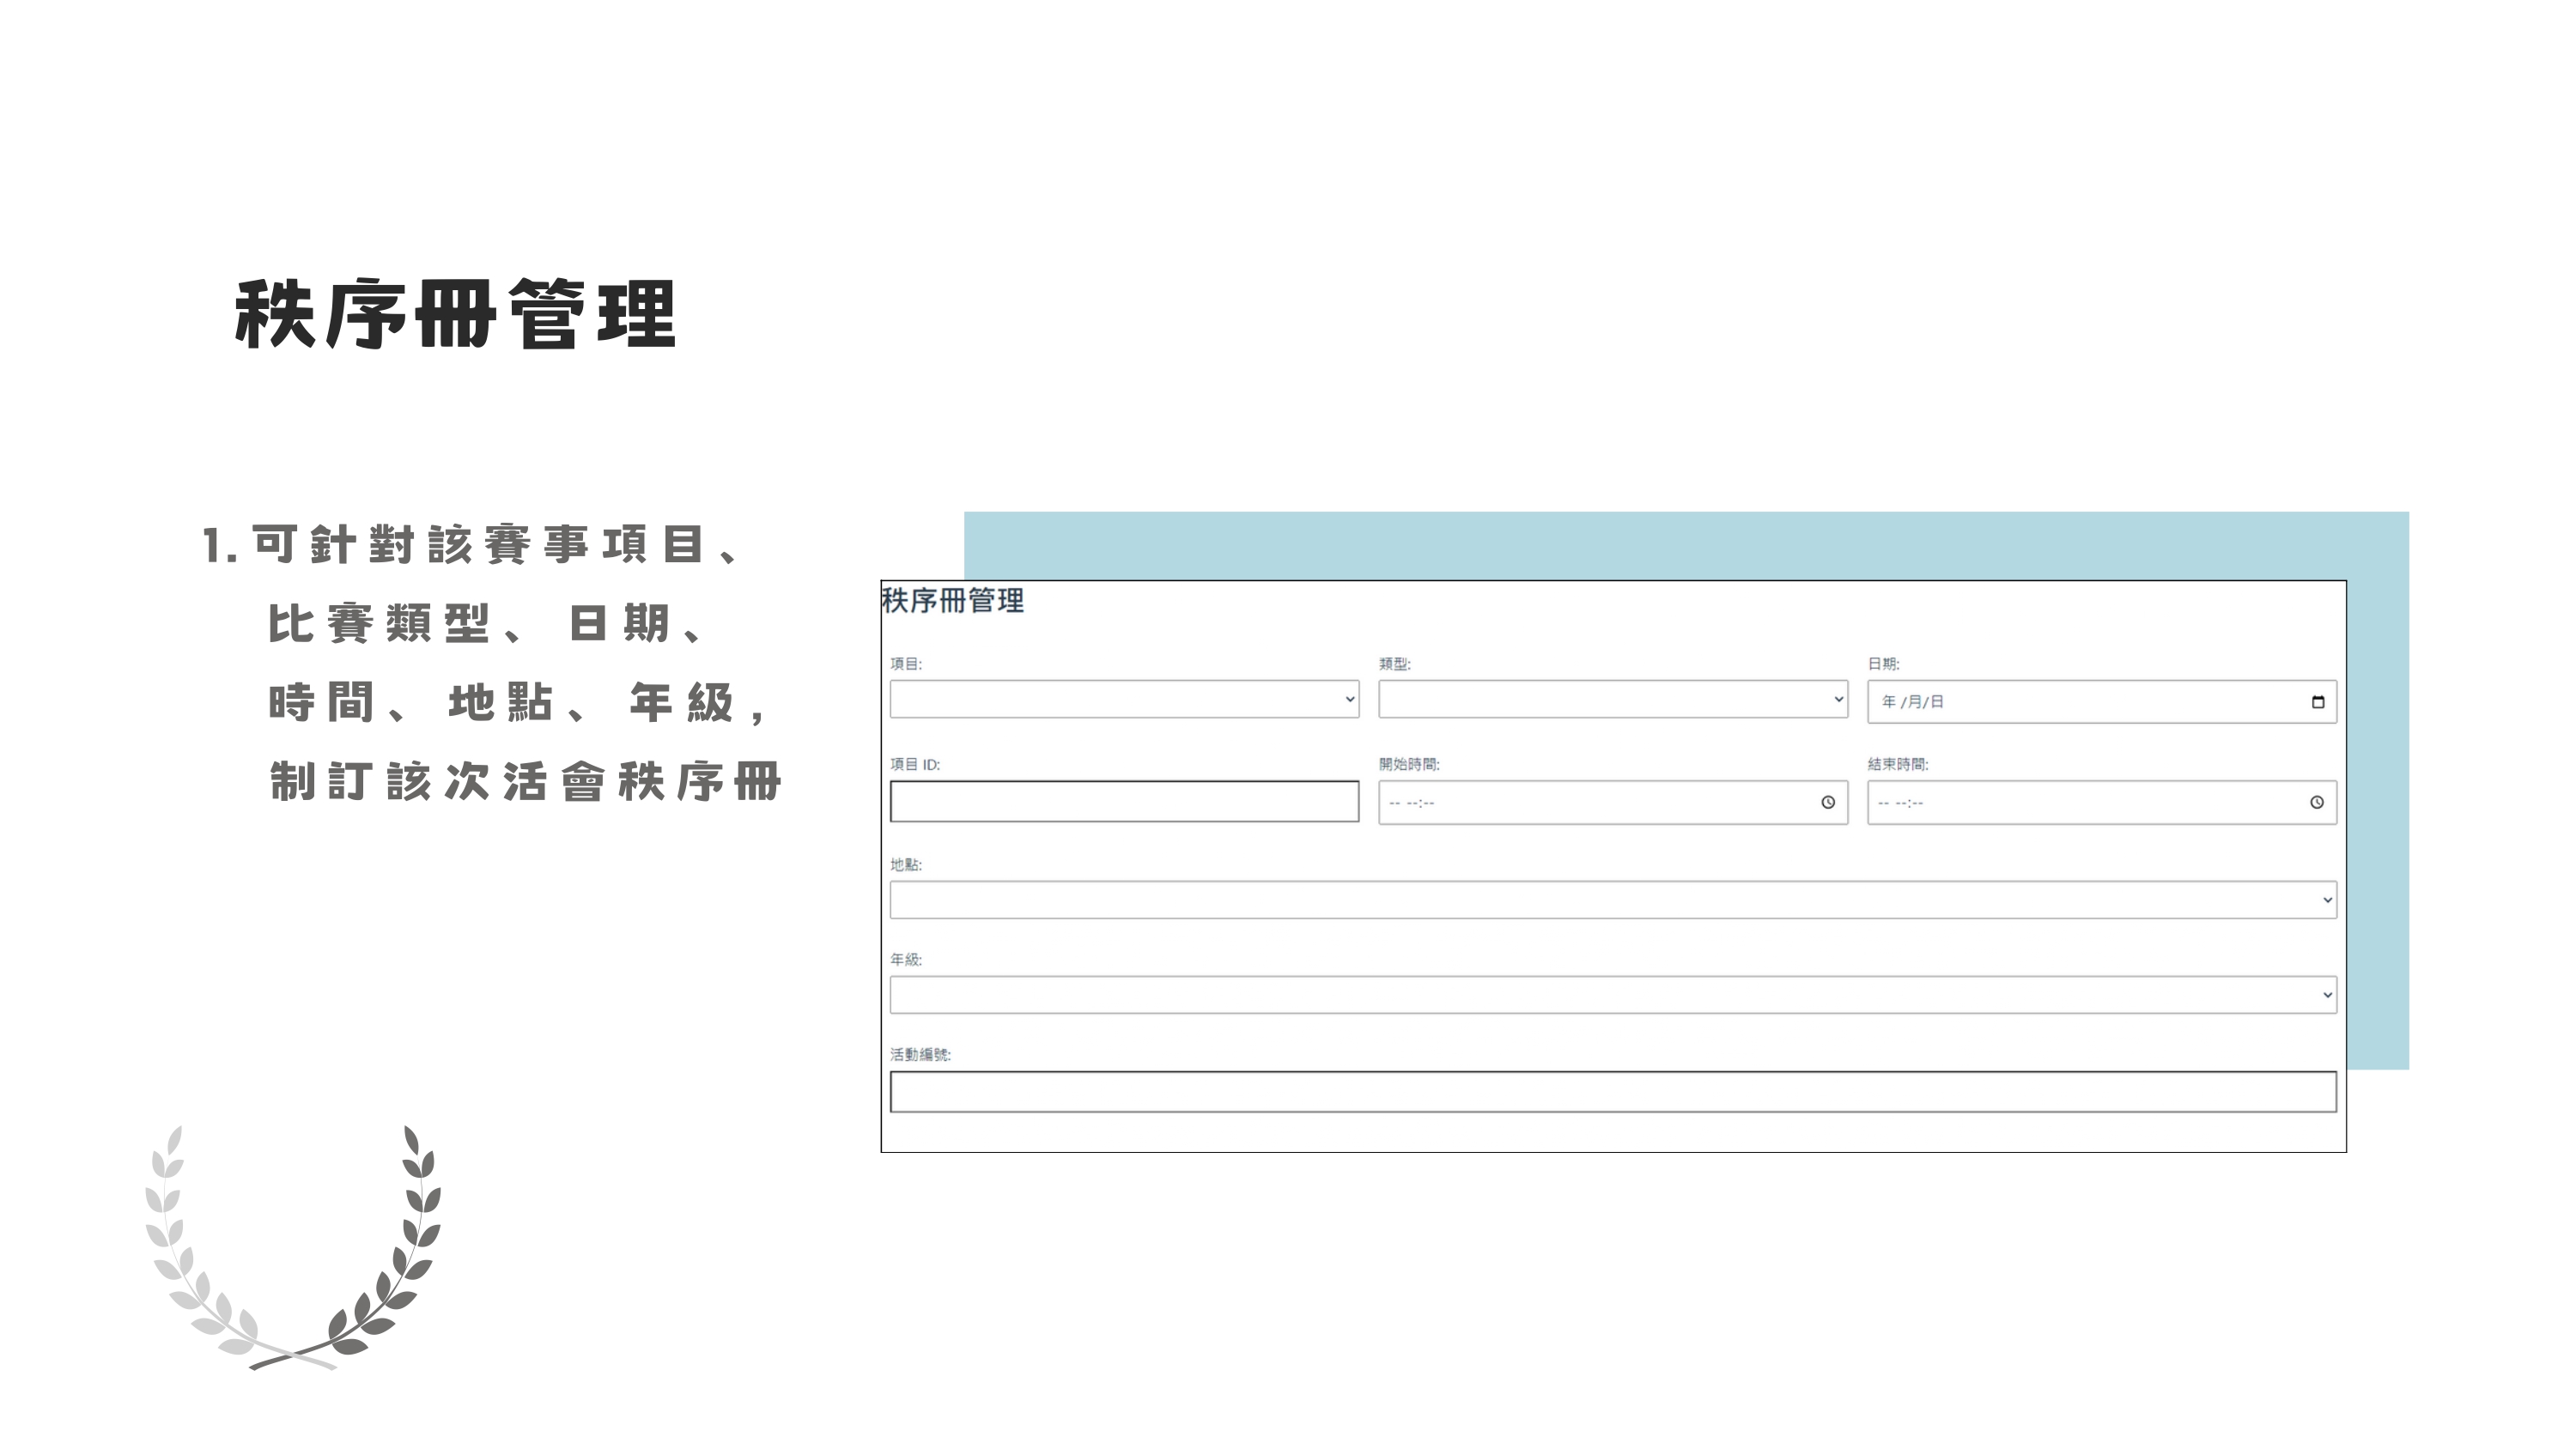 秩序冊管理
1.可針對該賽事項目、
比賽類型、日期、
時間、地點、年級,
制訂該次活會秩序冊
秩序冊管理
項目: 類型: 日期:
年 /月/日
項目 ID: 開始時間: 結束時間:
-- --:-- -- --:--
地點:
年級:
活動編號: